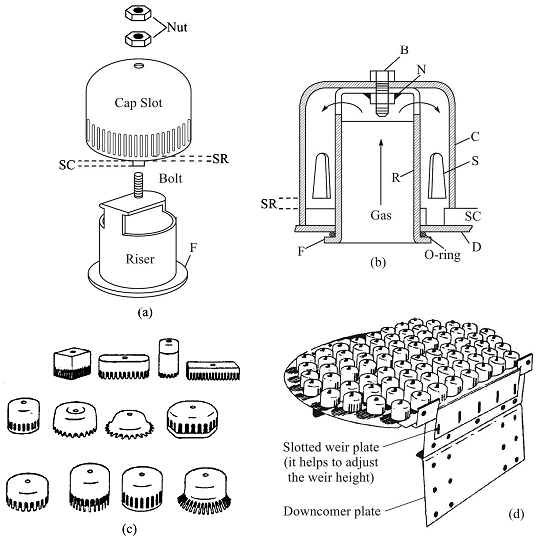 Nut
Cap Slot
SC
SR
Bolt
Riser
F
(a)
B
N
C
S
R
SR
Gas
SC
F
O-ring
D
(b)
(c)
Slotted weir plate
(it helps to adjust
the weir height)
Downcomer plate
(d)